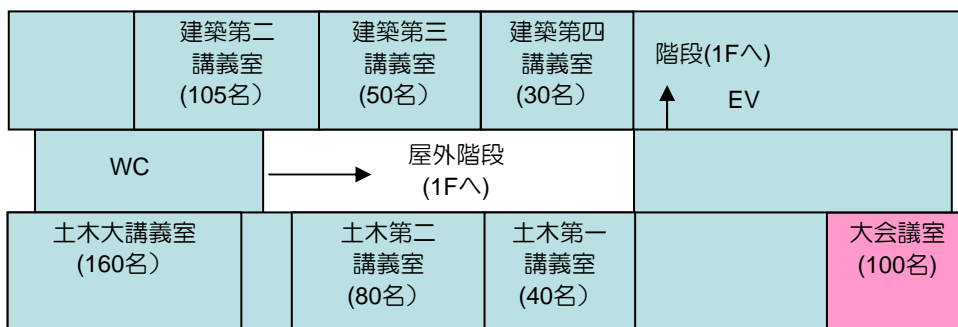 建築第二
講義室
(105名）
建築第三
講義室
(50名）
建築第四
講義室
(30名）
階段(1Fへ)
EV
WC
屋外階段
(1Fへ)
土木大講義室
(160名）
土木第二
講義室
(80名）
土木第一
講義室
(40名）
大会議室
(100名)